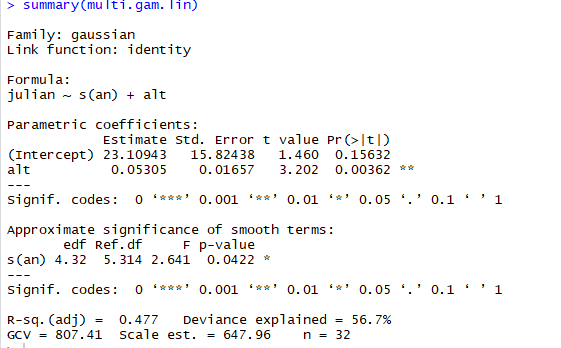 > summary(multi.gam.lin)
Family: gaussian
Link function: identity
Formula:
julian ~ s(an) + alt
Parametric coefficients:
Estimate Std. Error t value Pr(>|t|)
(Intercept) 23.10943 15.82438 1.460 0.15632
alt 0.05305 0.01657 3.202 0.00362 **
---
Signif. codes: 0 ‘***’ 0.001 ‘**’ 0.01 ‘*’ 0.05 ‘.’ 0.1 ‘ ’ 1
Approximate significance of smooth terms:
edf Ref.df F p-value
s(an) 4.32 5.314 2.641 0.0422 *
---
Signif. codes: 0 ‘***’ 0.001 ‘**’ 0.01 ‘*’ 0.05 ‘.’ 0.1 ‘ ’ 1
R-sq.(adj) = 0.477 Deviance explained = 56.7%
GCV = 807.41 Scale est. = 647.96 n = 32